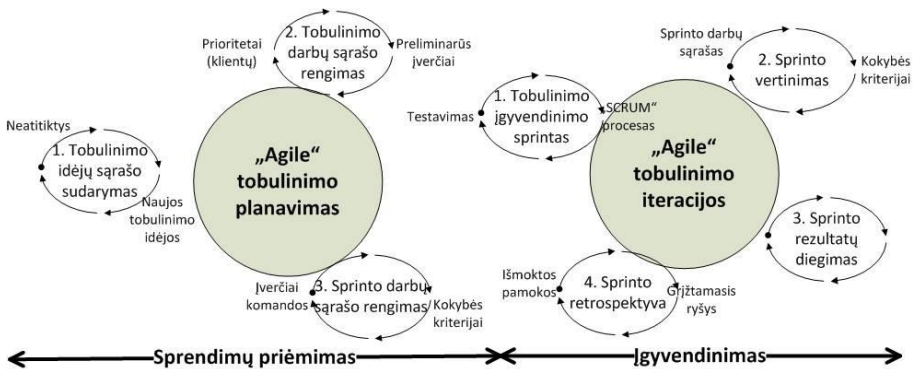 Neatitiktys
1. Tobulinimo
idėjų sąrašo
sudarymas
Naujos
tobulinimo
idėjos
Prioritetai
(klientų)
2. Tobulinimo
darbų sąrašo
rengimas
Preliminarūs
įverčiai
„Agile“
tobulinimo
planavimas
Įverčiai
komandos
3. Sprinto darbų
sąrašo rengimas
Kokybės
kriterijai
Testavimas
1. Tobulinimo
įgyvendinimo
sprintas
„SCRUM“
procesas
Sprinto darbų
sąrašas
2. Sprinto
vertinimas
Kokybės
kriterijai
„Agile“
tobulinimo
iteracijos
3. Sprinto
rezultatų
diegimas
Išmoktos
pamokos
4. Sprinto
retrospektyva
Grįžtamasis
ryšys
Sprendimų priėmimas
Įgyvendinimas